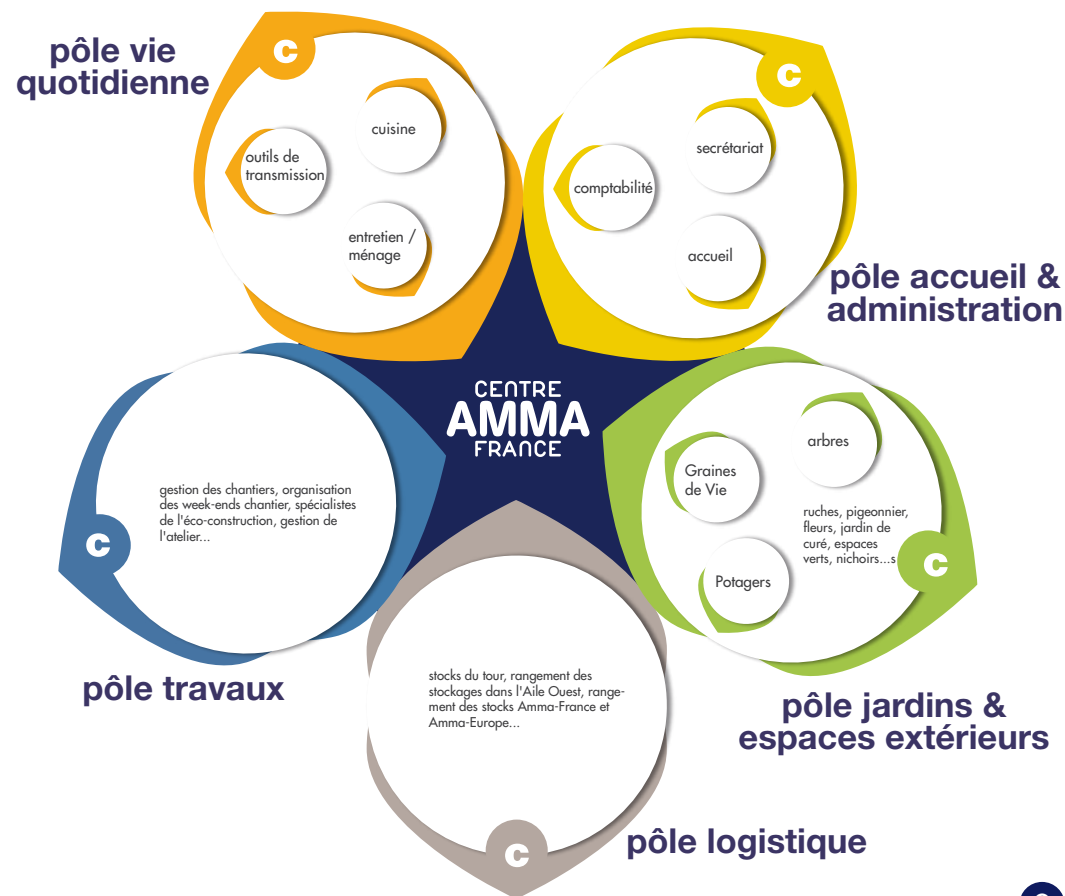 pôle vie
quotidienne
C
cuisine
outils de
transmission
entretien /
ménage
C
secrétariat
comptabilité
accueil
pôle accueil &
administration
CENTRE
AMMA
FRANCE
gestion des chantiers, organisation
des week-ends chantier, spécialistes
de l'éco-construction, gestion de
l'atelier...
C
pôle travaux
arbres
Graines
de Vie
ruches, pigeonnier,
fleurs, jardin de
curé, espaces
verts, nichoirs...s
Potagers
C
pôle jardins &
espaces extérieurs
stocks du tour, rangement des
stockages dans l'Aile Ouest, range-
ment des stocks Amma-France et
Amma-Europe...
C
pôle logistique